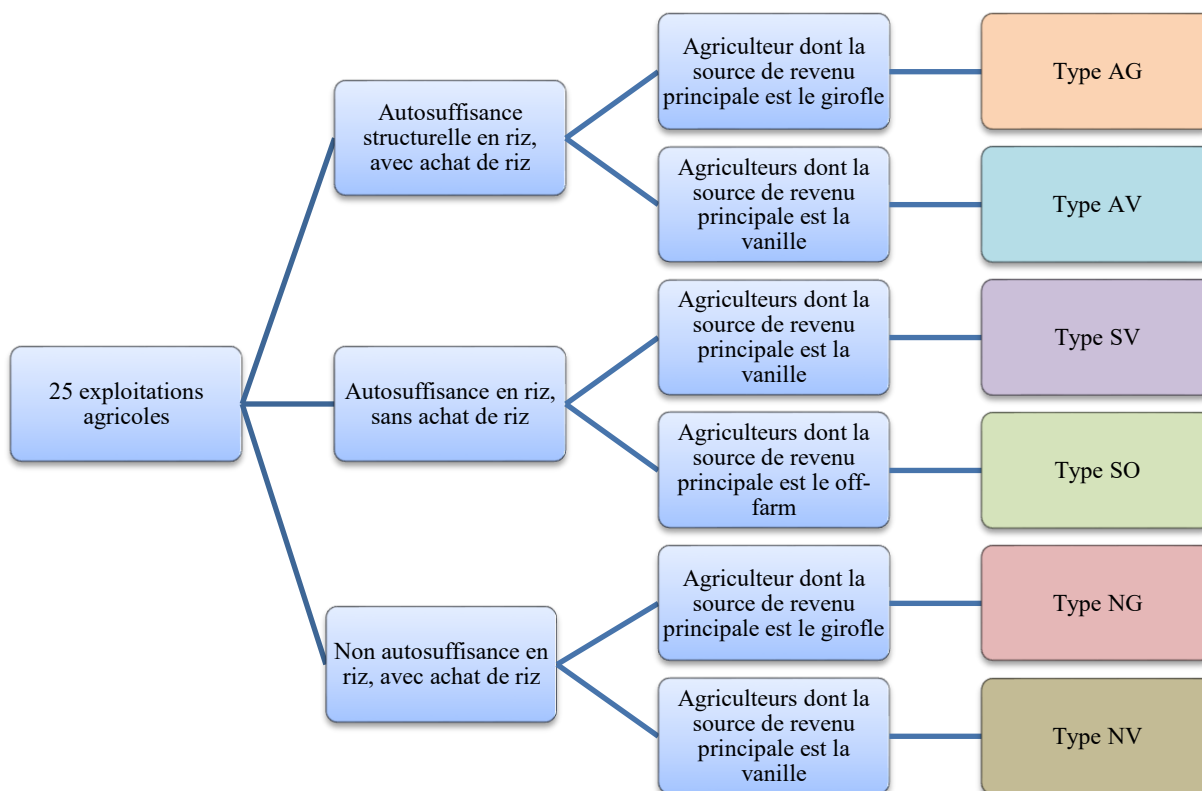 25 exploitations
agricoles
Autosuffisance
structurelle en riz,
avec achat de riz
Agriculteur dont la
source de revenu
principale est le girofle
Type AG
Agriculteurs dont la
source de revenu
principale est la
vanille
Type AV
Autosuffisance en riz,
sans achat de riz
Agriculteurs dont la
source de revenu
principale est la
vanille
Type SV
Agriculteurs dont la
source de revenu
principale est le off-
farm
Type SO
Non autosuffisance en
riz, avec achat de riz
Agriculteur dont la
source de revenu
principale est le girofle
Type NG
Agriculteurs dont la
source de revenu
principale est la
vanille
Type NV